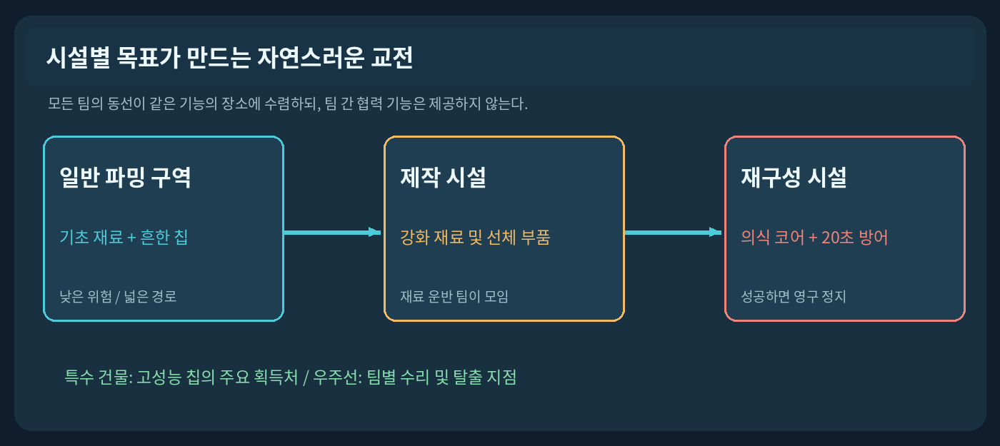 시설별 목표가 만드는 자연스러운 교전
모든 팀의 동선이 같은 기능의 장소에 수렴하되, 팀 간 협력 기능은 제공하지 않는다.
일반 파밍 구역
기초 재료 + 흔한 칩
낮은 위험 / 넓은 경로
제작 시설
강화 재료 및 선체 부품
재료 운반 팀이 모임
재구성 시설
의식 코어 + 20초 방어
성공하면 영구 정지
특수 건물: 고성능 칩의 주요 획득처 / 우주선: 팀별 수리 및 탈출 지점